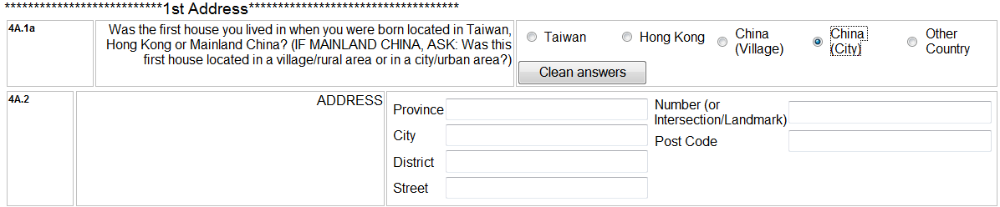 ***************************1st Address************************************
4A.1a
Was the first house you lived in when you were born located in Taiwan,
Hong Kong or Mainland China? (IF MAINLAND CHINA, ASK: Was this
first house located in a village/rural area or in a city/urban area?)
Taiwan
Hong Kong
China
(Village)
China
(City)
Other
Country
Clean answers
4A.2
ADDRESS
Province
City
District
Street
Number (or
Intersection/Landmark)
Post Code